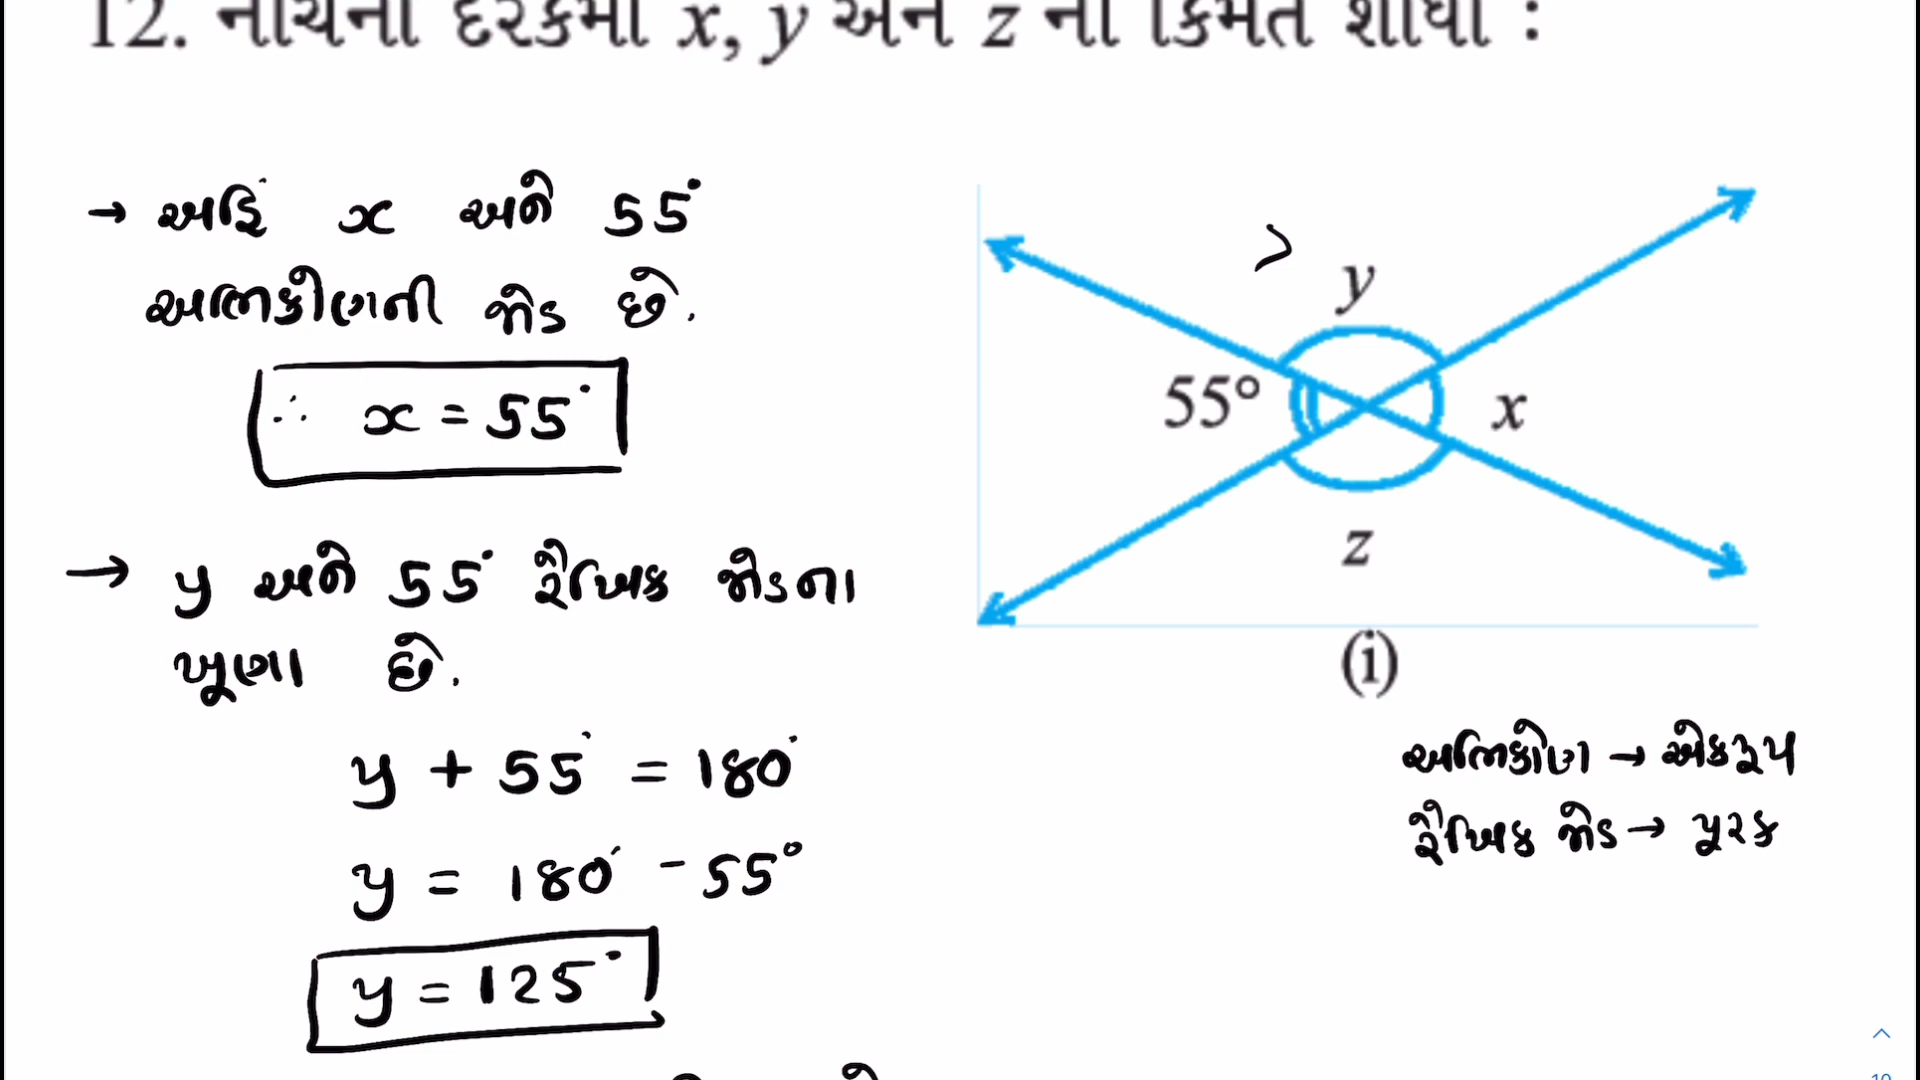 12. નીચેના દરેકમાં x, y અને z ની કિંમત શોધો :
→ અહિં x અને 55°
અભિકોણની જોડ છે.
∴ x = 55°
→ y અને 55° રૈખિક જોડના
ખૂણા છે.
y + 55° = 180°
y = 180° - 55°
y = 125°
y
55°
x
z
(i)
અભિકોણ → એકરૂપ
રૈખિક જોડ → પૂરક